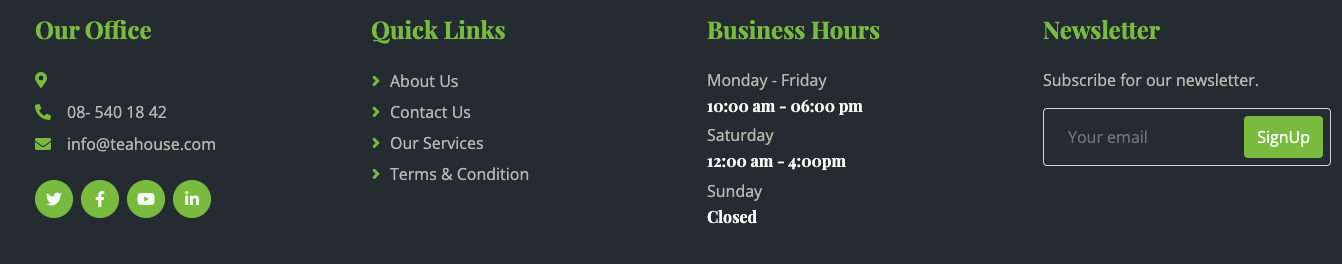 Our Office
08- 540 18 42
info@teahouse.com
Quick Links
About Us
Contact Us
Our Services
Terms & Condition
Business Hours
Monday - Friday
10:00 am - 06:00 pm
Saturday
12:00 am - 4:00pm
Sunday
Closed
Newsletter
Subscribe for our newsletter.
Your email
SignUp